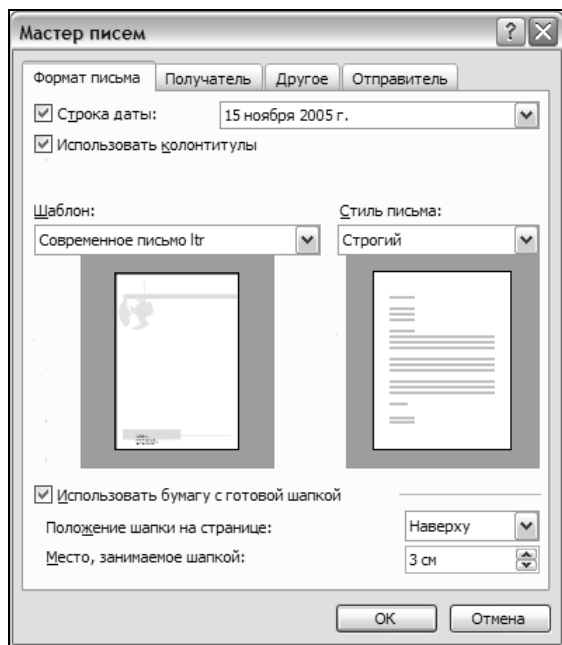 Мастер писем
Формат письма Получатель Другое Отправитель
Строка даты: 15 ноября 2005 г.
Использовать колонтитулы
Шаблон: Стиль письма:
Современное письмо ltr Строгий
Использовать бумагу с готовой шапкой
Положение шапки на странице: Наверху
Место, занимаемое шапкой: 3 см
ОК Отмена